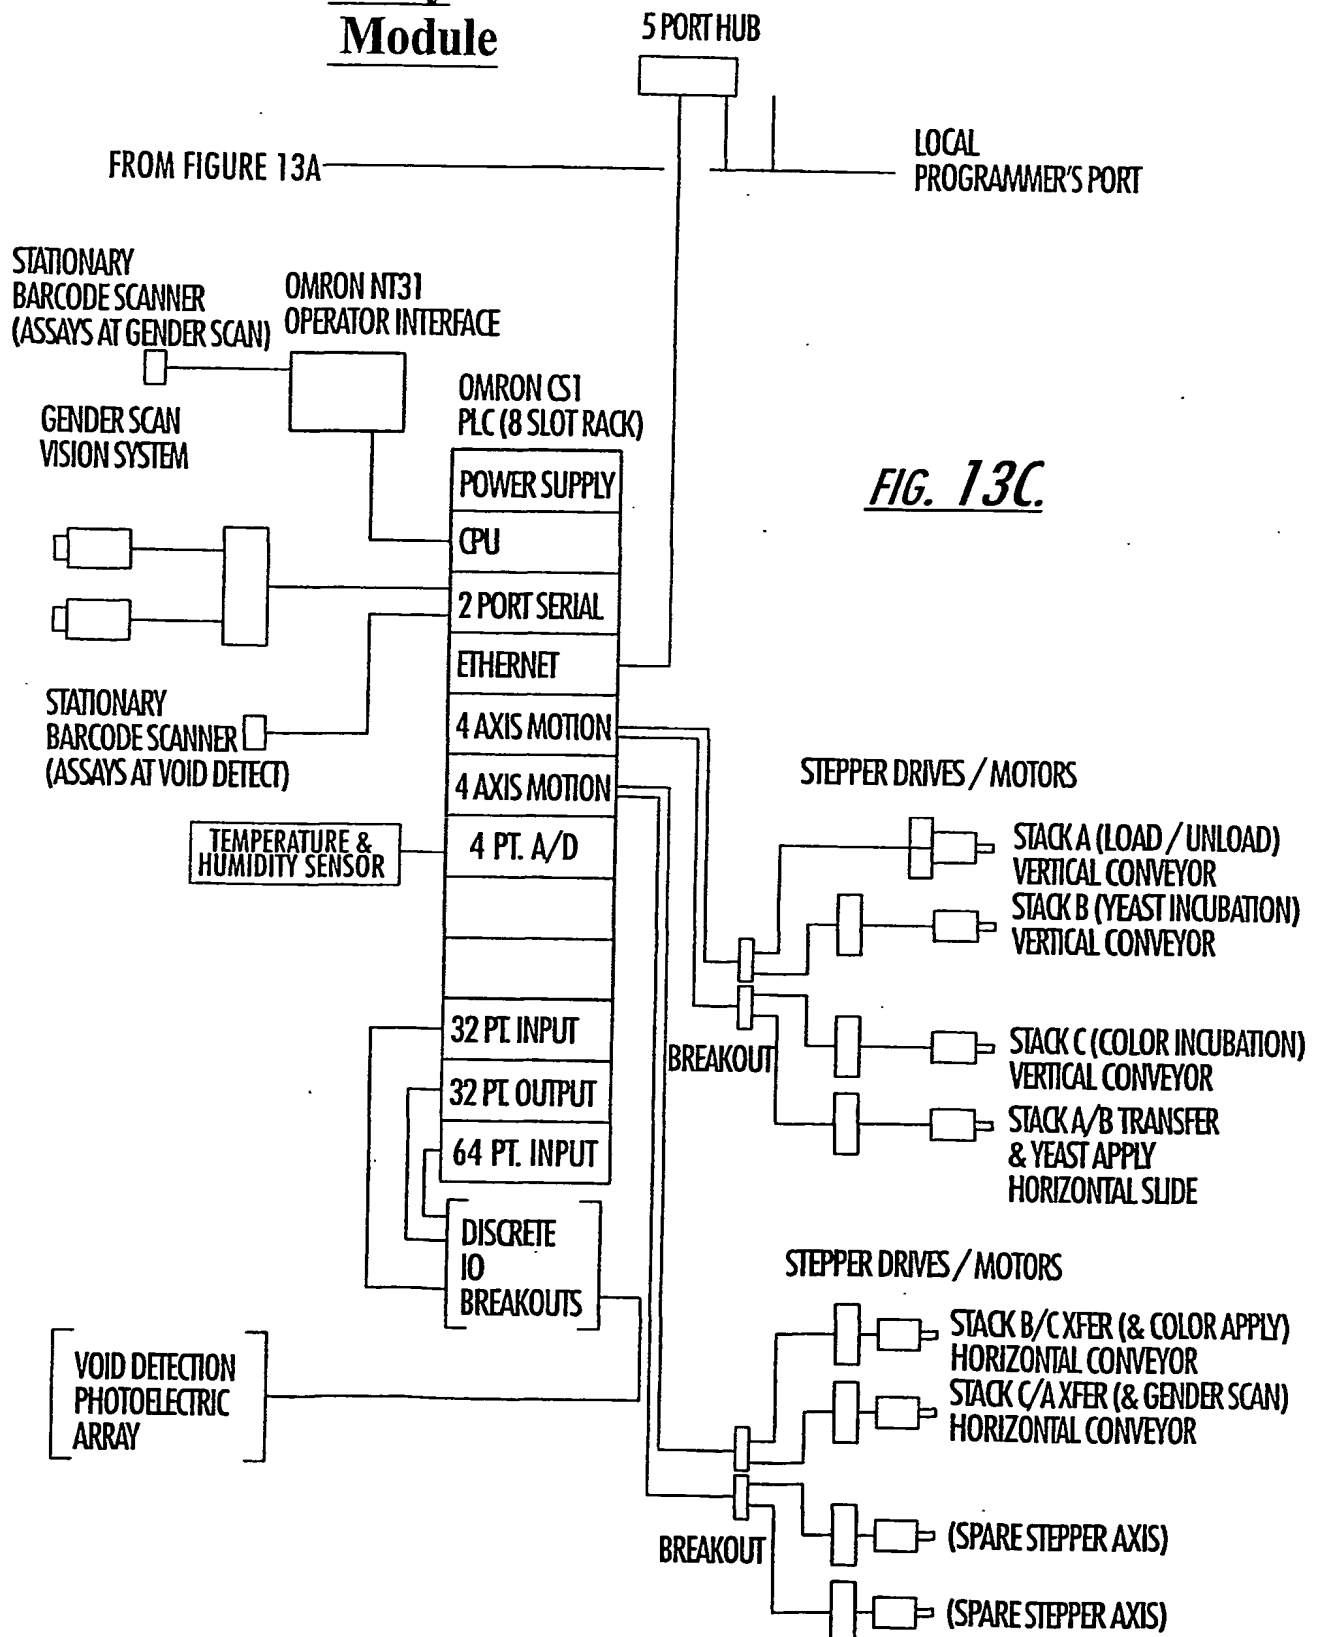 Module
5 PORT HUB
FROM FIGURE 13A
LOCAL
PROGRAMMER'S PORT
STATIONARY
BARCODE SCANNER
(ASSAYS AT GENDER SCAN)
OMRON NT31
OPERATOR INTERFACE
OMRON CS1
PLC (8 SLOT RACK)
GENDER SCAN
VISION SYSTEM
FIG. 13C.
POWER SUPPLY
CPU
2 PORT SERIAL
ETHERNET
4 AXIS MOTION
4 AXIS MOTION
4 PT. A/D
32 PT. INPUT
32 PT. OUTPUT
64 PT. INPUT
STATIONARY
BARCODE SCANNER
(ASSAYS AT VOID DETECT)
TEMPERATURE &
HUMIDITY SENSOR
STEPPER DRIVES / MOTORS
STACK A (LOAD / UNLOAD)
VERTICAL CONVEYOR
STACK B (YEAST INCUBATION)
VERTICAL CONVEYOR
BREAKOUT
STACK C (COLOR INCUBATION)
VERTICAL CONVEYOR
STACK A/B TRANSFER
& YEAST APPLY
HORIZONTAL SLIDE
DISCRETE
IO
BREAKOUTS
VOID DETECTION
PHOTOELECTRIC
ARRAY
STEPPER DRIVES / MOTORS
STACK B/C XFER (& COLOR APPLY)
HORIZONTAL CONVEYOR
STACK C/A XFER (& GENDER SCAN)
HORIZONTAL CONVEYOR
BREAKOUT
(SPARE STEPPER AXIS)
(SPARE STEPPER AXIS)